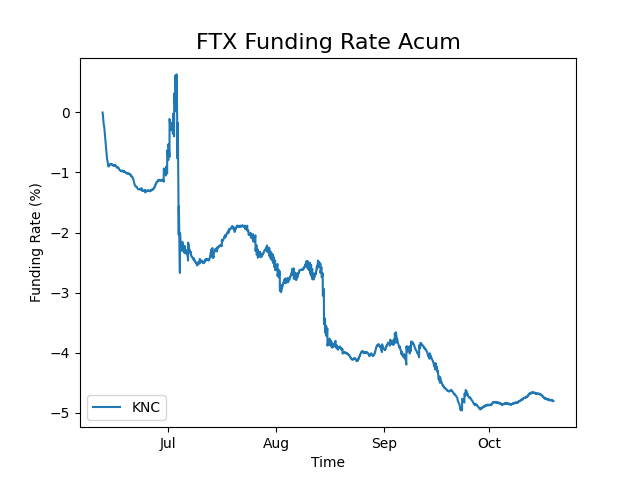 FTX Funding Rate Acum
Funding Rate (%)
0
−1
−2
−3
−4
−5
KNC
Jul
Aug
Sep
Oct
Time